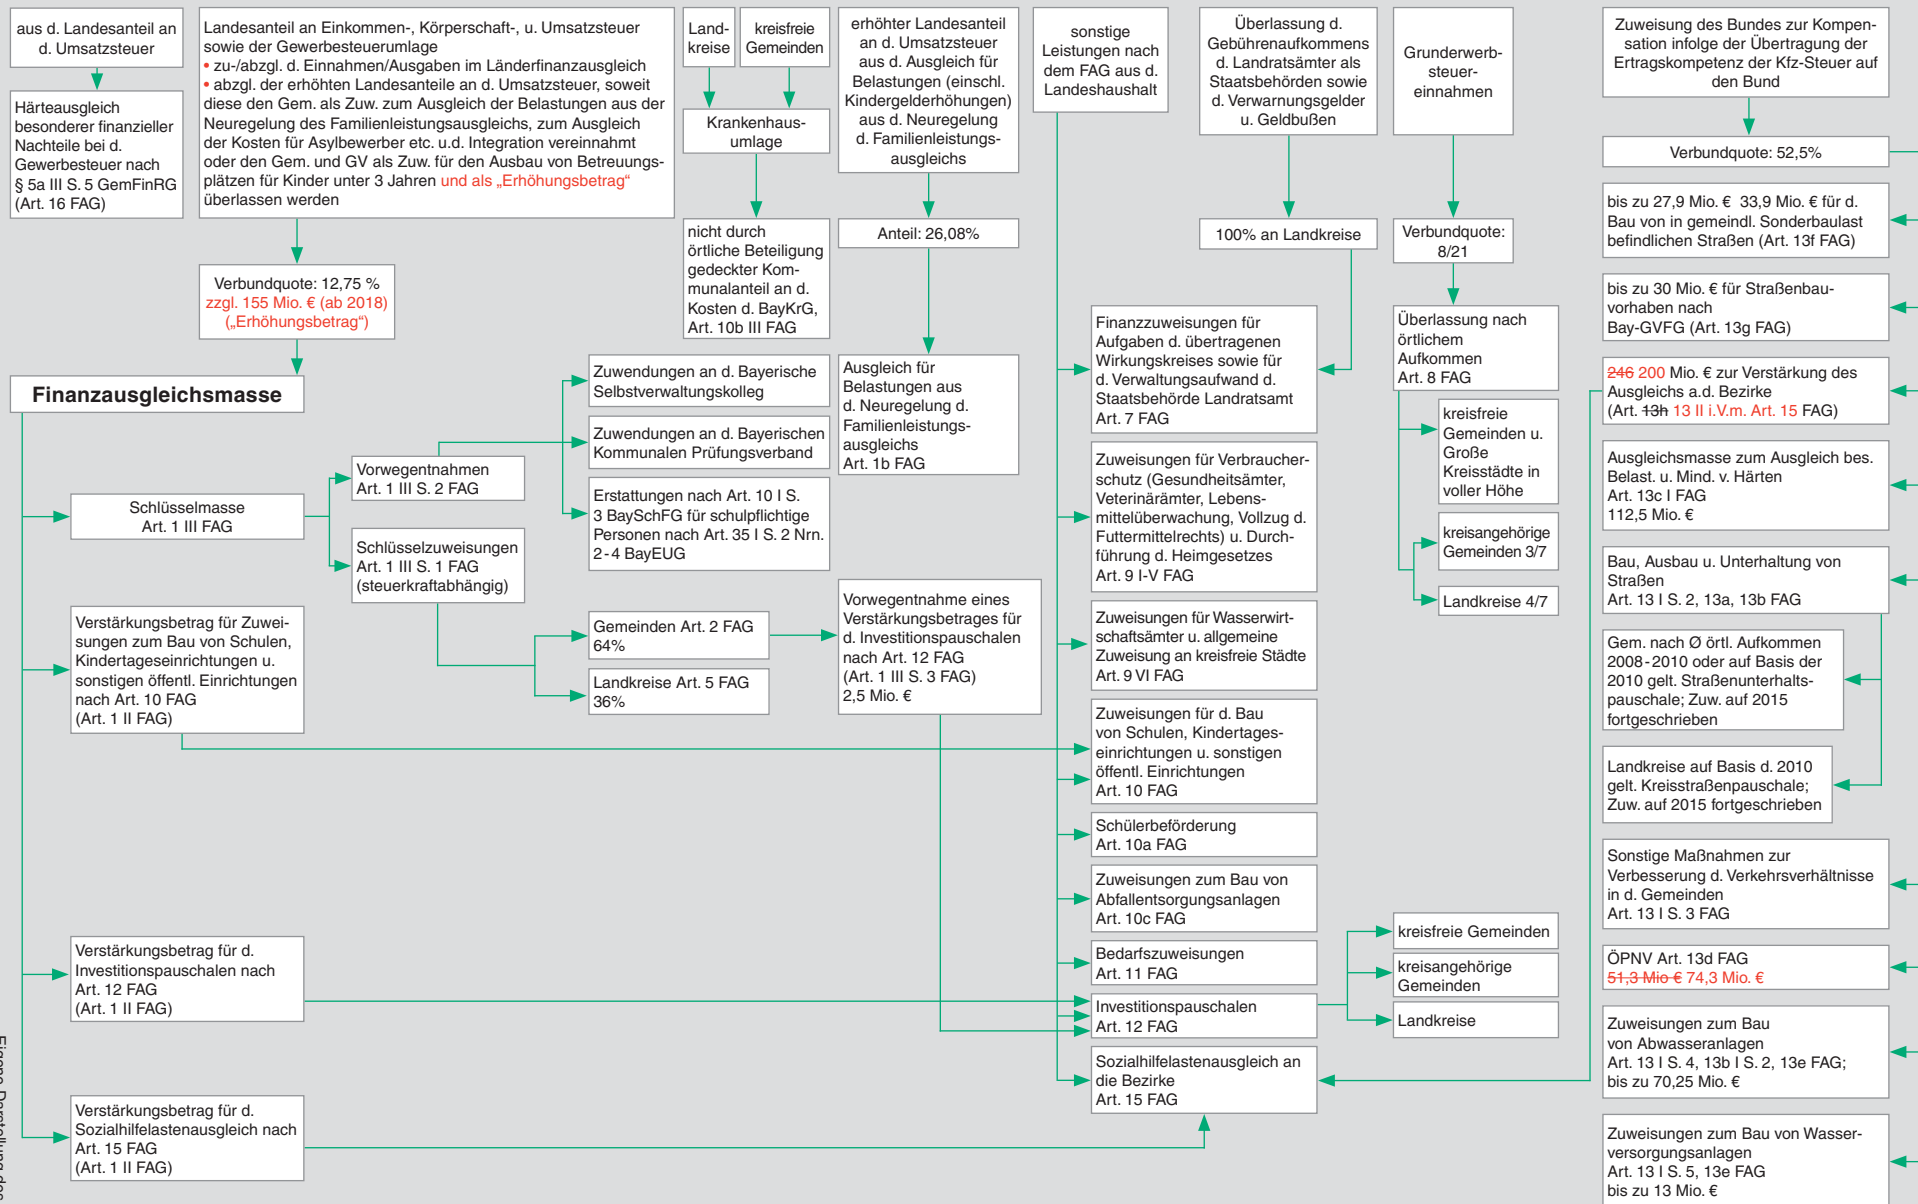 aus d. Landesanteil an
d. Umsatzsteuer
Härteausgleich
besonderer finanzieller
Nachteile bei d.
Gewerbesteuer nach
§ 5a III S. 5 GemFinRG
(Art. 16 FAG)
Landesanteil an Einkommen-, Körperschaft-, u. Umsatzsteuer
sowie der Gewerbesteuerumlage
• zu-/abzgl. d. Einnahmen/Ausgaben im Länderfinanzausgleich
• abzgl. der erhöhten Landesanteile an d. Umsatzsteuer, soweit
diese den Gem. als Zuw. zum Ausgleich der Belastungen aus der
Neuregelung des Familienleistungsausgleichs, zum Ausgleich
der Kosten für Asylbewerber etc. u.d. Integration vereinnahmt
oder den Gem. und GV als Zuw. für den Ausbau von Betreuungs-
plätzen für Kinder unter 3 Jahren und als „Erhöhungsbetrag“
überlassen werden
Verbundquote: 12,75 %
zzgl. 155 Mio. € (ab 2018)
(„Erhöhungsbetrag“)
Finanzausgleichsmasse
Schlüsselmasse
Art. 1 III FAG
Vorwegentnahmen
Art. 1 III S. 2 FAG
Schlüsselzuweisungen
Art. 1 III S. 1 FAG
(steuerkraftabhängig)
Zuwendungen an d. Bayerische
Selbstverwaltungskolleg
Zuwendungen an d. Bayerischen
Kommunalen Prüfungsverband
Erstattungen nach Art. 10 I S.
3 BaySchFG für schulpflichtige
Personen nach Art. 35 I S. 2 Nrn.
2-4 BayEUG
Gemeinden Art. 2 FAG
64%
Landkreise Art. 5 FAG
36%
Vorwegentnahme eines
Verstärkungsbetrages für
d. Investitionspauschalen
nach Art. 12 FAG
(Art. 1 III S. 3 FAG)
2,5 Mio. €
Verstärkungsbetrag für Zuwei-
sungen zum Bau von Schulen,
Kindertageseinrichtungen u.
sonstigen öffentl. Einrichtungen
nach Art. 10 FAG
(Art. 1 II FAG)
Verstärkungsbetrag für d.
Investitionspauschalen nach
Art. 12 FAG
(Art. 1 II FAG)
Verstärkungsbetrag für d.
Sozialhilfelastenausgleich nach
Art. 15 FAG
(Art. 1 II FAG)
Land-
kreise
kreisfreie
Gemeinden
Krankenhaus-
umlage
nicht durch
örtliche Beteiligung
gedeckter Kom-
munalanteil an d.
Kosten d. BayKrG,
Art. 10b III FAG
erhöhter Landesanteil
an d. Umsatzsteuer
aus d. Ausgleich für
Belastungen (einschl.
Kindergelderhöhungen)
aus d. Neuregelung
d. Familienleistungs-
ausgleichs
Anteil: 26,08%
Ausgleich für
Belastungen aus
d. Neuregelung d.
Familienleistungs-
ausgleichs
Art. 1b FAG
sonstige
Leistungen nach
dem FAG aus d.
Landeshaushalt
Überlassung d.
Gebührenaufkommens
d. Landratsämter als
Staatsbehörden sowie
d. Verwarnungsgelder
u. Geldbußen
100% an Landkreise
Finanzzuweisungen für
Aufgaben d. übertragenen
Wirkungskreises sowie für
d. Verwaltungsaufwand d.
Staatsbehörde Landratsamt
Art. 7 FAG
Zuweisungen für Verbraucher-
schutz (Gesundheitsämter,
Veterinärämter, Lebens-
mittelüberwachung, Vollzug d.
Futtermittelrechts) u. Durch-
führung d. Heimgesetzes
Art. 9 I-V FAG
Zuweisungen für Wasserwirt-
schaftsämter u. allgemeine
Zuweisung an kreisfreie Städte
Art. 9 VI FAG
Zuweisungen für d. Bau
von Schulen, Kindertages-
einrichtungen u. sonstigen
öffentl. Einrichtungen
Art. 10 FAG
Schülerbeförderung
Art. 10a FAG
Zuweisungen zum Bau von
Abfallentsorgungsanlagen
Art. 10c FAG
Bedarfszuweisungen
Art. 11 FAG
Investitionspauschalen
Art. 12 FAG
Sozialhilfelastenausgleich an
die Bezirke
Art. 15 FAG
kreisfreie Gemeinden
kreisangehörige
Gemeinden
Landkreise
Grunderwerb-
steuer-
einnahmen
Verbundquote:
8/21
Überlassung nach
örtlichem
Aufkommen
Art. 8 FAG
kreisfreie
Gemeinden u.
Große
Kreisstädte in
voller Höhe
kreisangehörige
Gemeinden 3/7
Landkreise 4/7
Zuweisung des Bundes zur Kompen-
sation infolge der Übertragung der
Ertragskompetenz der Kfz-Steuer auf
den Bund
Verbundquote: 52,5%
bis zu 27,9 Mio. € 33,9 Mio. € für d.
Bau von in gemeindl. Sonderbaulast
befindlichen Straßen (Art. 13f FAG)
bis zu 30 Mio. € für Straßenbau-
vorhaben nach
Bay-GVFG (Art. 13g FAG)
246 200 Mio. € zur Verstärkung des
Ausgleichs a.d. Bezirke
(Art. 13h 13 II i.V.m. Art. 15 FAG)
Ausgleichsmasse zum Ausgleich bes.
Belast. u. Mind. v. Härten
Art. 13c I FAG
112,5 Mio. €
Bau, Ausbau u. Unterhaltung von
Straßen
Art. 13 I S. 2, 13a, 13b FAG
Gem. nach Ø örtl. Aufkommen
2008-2010 oder auf Basis der
2010 gelt. Straßenunterhalts-
pauschale; Zuw. auf 2015
fortgeschrieben
Landkreise auf Basis d. 2010
gelt. Kreisstraßenpauschale;
Zuw. auf 2015 fortgeschrieben
Sonstige Maßnahmen zur
Verbesserung d. Verkehrsverhältnisse
in d. Gemeinden
Art. 13 I S. 3 FAG
ÖPNV Art. 13d FAG
51,3 Mio € 74,3 Mio. €
Zuweisungen zum Bau
von Abwasseranlagen
Art. 13 I S. 4, 13b I S. 2, 13e FAG;
bis zu 70,25 Mio. €
Zuweisungen zum Bau von Wasser-
versorgungsanlagen
Art. 13 I S. 5, 13e FAG
bis zu 13 Mio. €
Eigene Darstellung des